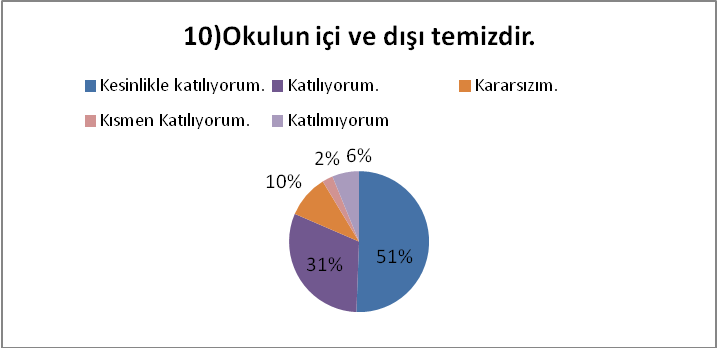 10)Okulun içi ve dışı temizdir.
Kesinlikle katılıyorum. Katılıyorum. Kararsızım.
Kısmen Katılıyorum. Katılmıyorum
2% 6%
10%
31% 51%